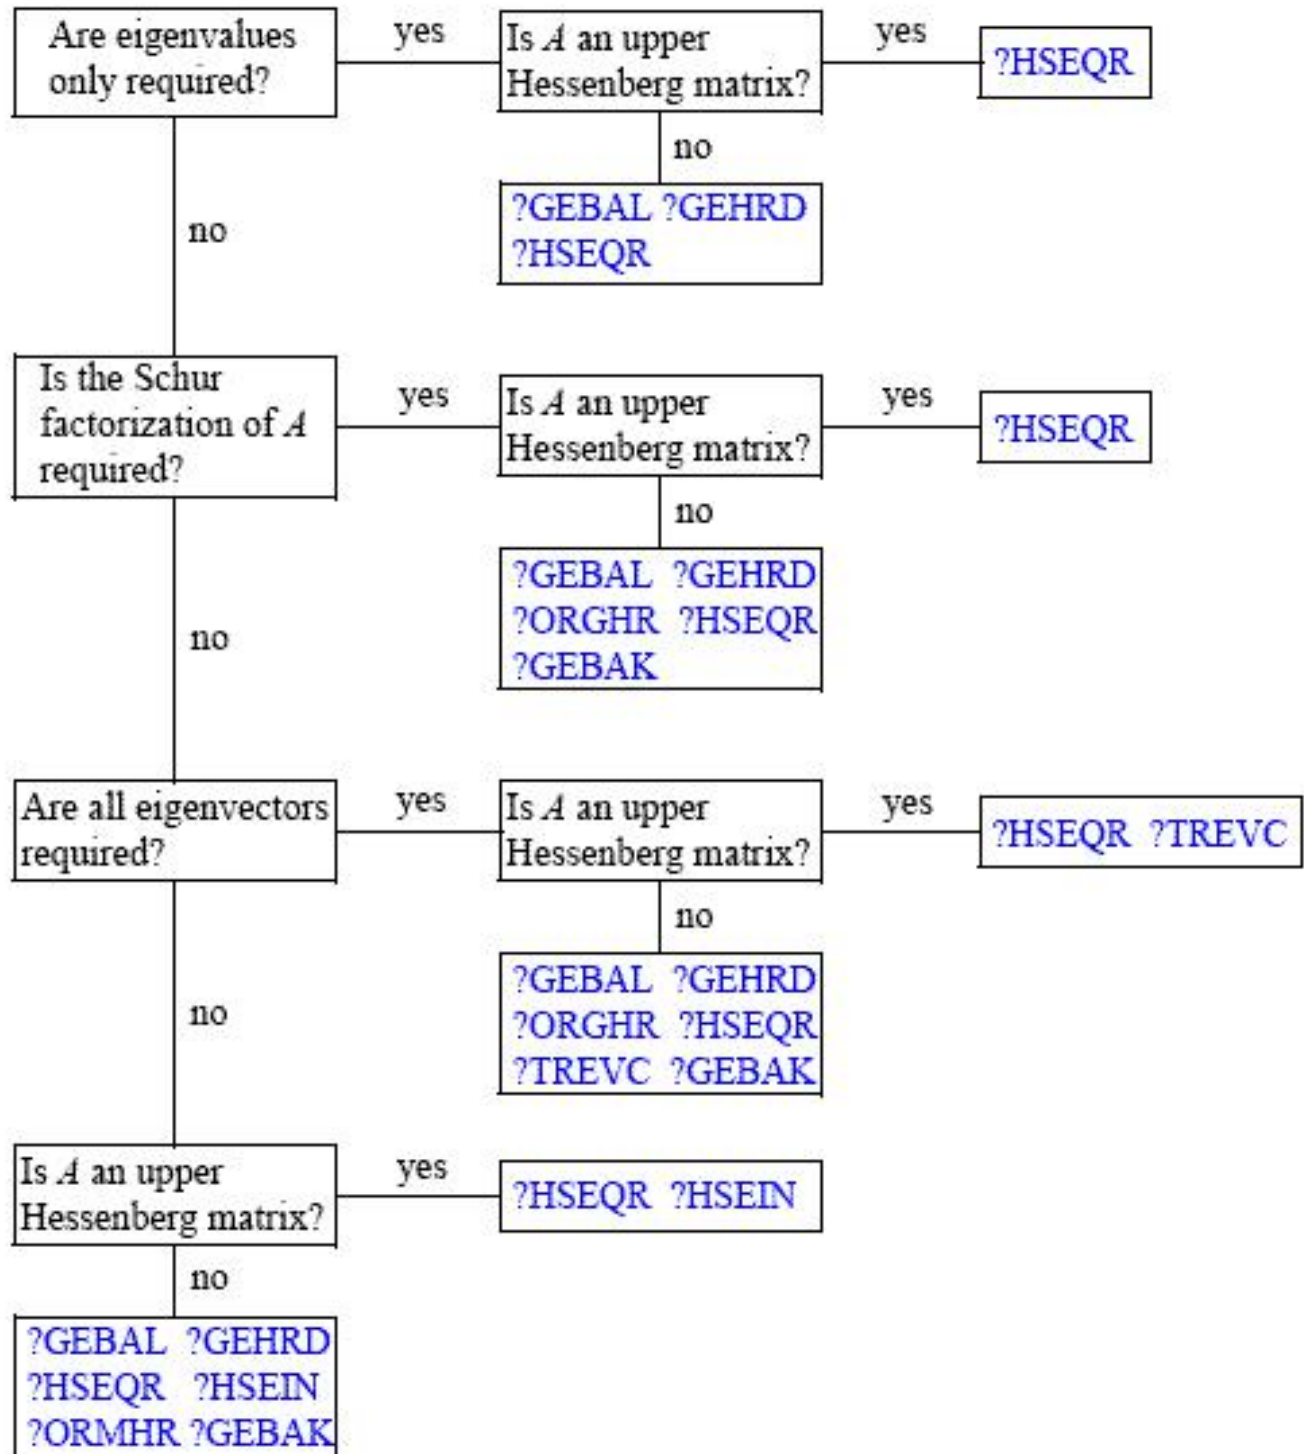 Are eigenvalues
only required?
yes
Is A an upper
Hessenberg matrix?
yes
?HSEQR
no
?GEBAL ?GEHRD
?HSEQR
no
Is the Schur
factorization of A
required?
yes
Is A an upper
Hessenberg matrix?
yes
?HSEQR
no
?GEBAL ?GEHRD
?ORGHR ?HSEQR
?GEBAK
no
Are all eigenvectors
required?
yes
Is A an upper
Hessenberg matrix?
yes
?HSEQR ?TREVC
no
?GEBAL ?GEHRD
?ORGHR ?HSEQR
?TREVC ?GEBAK
no
Is A an upper
Hessenberg matrix?
yes
?HSEQR ?HSEIN
no
?GEBAL ?GEHRD
?HSEQR ?HSEIN
?ORMHR ?GEBAK